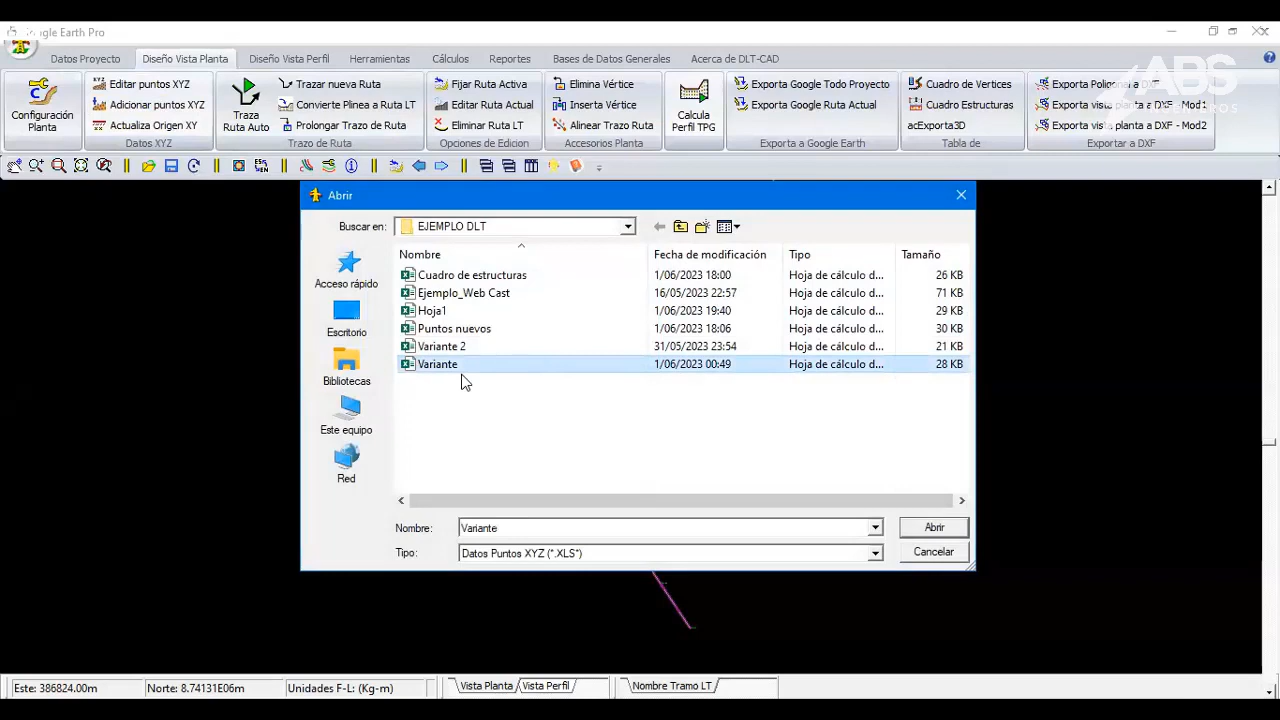 Google Earth Pro
Datos Proyecto Diseño Vista Planta Diseño Vista Perfil Herramientas Cálculos Reportes Bases de Datos Generales Acerca de DLT-CAD
ABS
INGENIEROS
Configuración Planta
Editar puntos XYZ
Adicionar puntos XYZ
Actualiza Origen XY
Datos XYZ
Traza Ruta Auto
Trazar nueva Ruta
Convierte Plinea a Ruta LT
Prolongar Trazo de Ruta
Trazo de Ruta
Fijar Ruta Activa
Editar Ruta Actual
Eliminar Ruta LT
Opciones de Edicion
Elimina Vértice
Inserta Vértice
Alinear Trazo Ruta
Accesorios Planta
Calcula Perfil TPG
Exporta Google Todo Proyecto
Exporta Google Ruta Actual
Exporta a Google Earth
Cuadro de Vértices
Cuadro Estructuras
acExporta3D
Tabla de
Exporta Poligonal a DXF
Exporta vista planta a DXF - Mod1
Exporta vista planta a DXF - Mod2
Exportar a DXF
Abrir
Buscar en: EJEMPLO DLT
Acceso rápido
Escritorio
Bibliotecas
Este equipo
Red
Nombre Fecha de modificación Tipo Tamaño
Cuadro de estructuras 1/06/2023 18:00 Hoja de cálculo d... 26 KB
Ejemplo_Web Cast 16/05/2023 22:57 Hoja de cálculo d... 71 KB
Hoja1 1/06/2023 19:40 Hoja de cálculo d... 29 KB
Puntos nuevos 1/06/2023 18:06 Hoja de cálculo d... 30 KB
Variante 2 31/05/2023 23:54 Hoja de cálculo d... 21 KB
Variante 1/06/2023 00:49 Hoja de cálculo d... 28 KB
Nombre: Variante Abrir
Tipo: Datos Puntos XYZ (*.XLS*) Cancelar
Este: 386824.00m Norte: 8.74131E06m Unidades F-L: (Kg-m) Vista Planta Vista Perfil Nombre Tramo LT